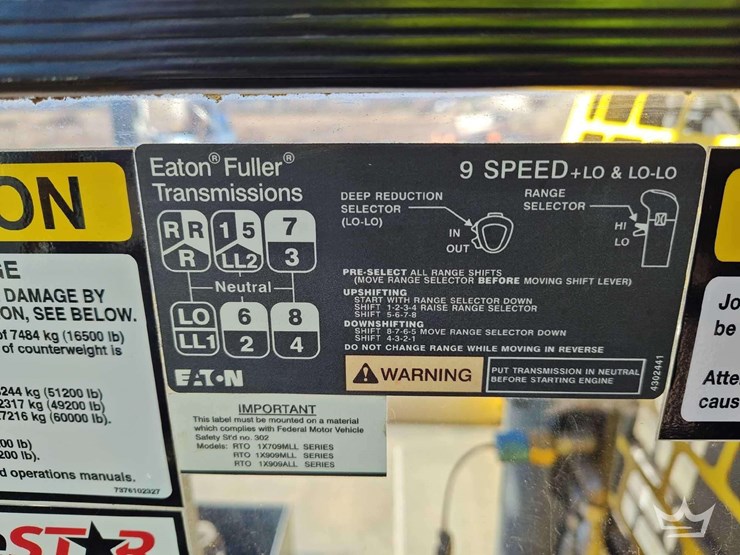 ON
GE
DAMAGE BY
ON, SEE BELOW.
of 7484 kg (16500 lb)
of counterweight is
244 kg (51200 lb)
2317 kg (49200 lb)
7216 kg (60000 lb).
00 lb)
200 lb).
d operations manuals.
7376102327
STAR
Eaton® Fuller®
Transmissions
9 SPEED +LO & LO-LO
DEEP REDUCTION
SELECTOR
(LO-LO)
IN
OUT
RANGE
SELECTOR
HI
LO
R R 1 5 7
R LL2 3
Neutral
LO 6 8
LL1 2 4
PRE-SELECT ALL RANGE SHIFTS
(MOVE RANGE SELECTOR BEFORE MOVING SHIFT LEVER)
UPSHIFTING
START WITH RANGE SELECTOR DOWN
SHIFT 1-2-3-4 RAISE RANGE SELECTOR
SHIFT 5-6-7-8
DOWNSHIFTING
SHIFT 8-7-6-5 MOVE RANGE SELECTOR DOWN
SHIFT 4-3-2-1
DO NOT CHANGE RANGE WHILE MOVING IN REVERSE
EATON
WARNING
PUT TRANSMISSION IN NEUTRAL
BEFORE STARTING ENGINE
4302441
IMPORTANT
This label must be mounted on a material
which complies with Federal Motor Vehicle
Safety St'd no. 302
Models: RTO 1X709MLL SERIES
RTO 1X909MLL SERIES
RTO 1X909ALL SERIES
Jo
be
Atte
caus